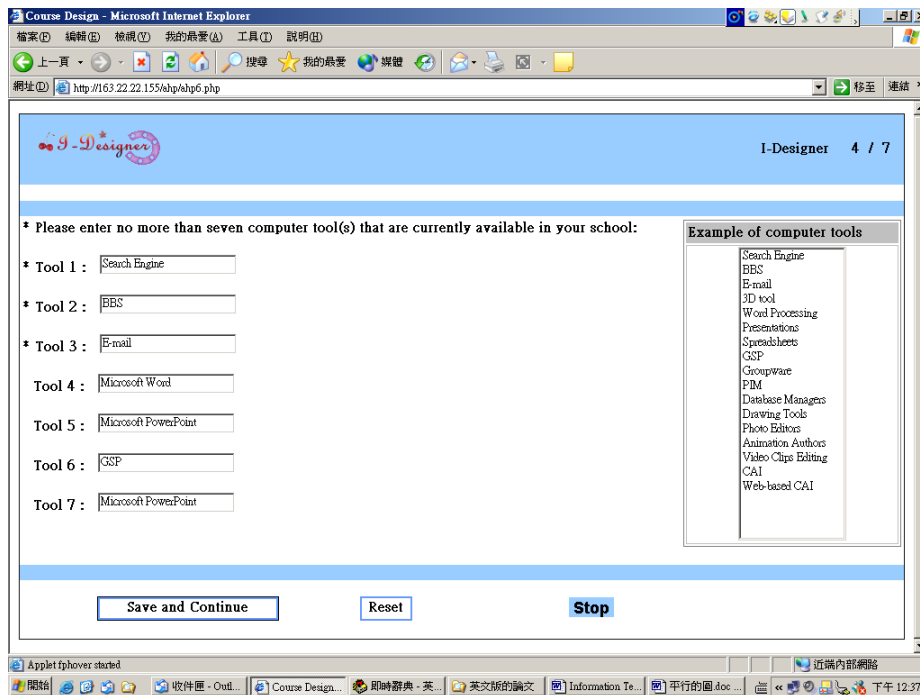 Course Design - Microsoft Internet Explorer
檔案(F) 編輯(E) 檢視(V) 我的最愛(A) 工具(T) 說明(H)
上一頁 搜尋 我的最愛 媒體
網址(D) http://163.22.22.155/ahp/ahp6.php 移至 連結
I-Designer
I-Designer 4 / 7
* Please enter no more than seven computer tool(s) that are currently available in your school:
* Tool 1 : Search Engine
* Tool 2 : BBS
* Tool 3 : E-mail
Tool 4 : Microsoft Word
Tool 5 : Microsoft PowerPoint
Tool 6 : GSP
Tool 7 : Microsoft PowerPoint
Example of computer tools
Search Engine
BBS
E-mail
3D tool
Word Processing
Presentations
Spreadsheets
GSP
Groupware
PIM
Database Managers
Drawing Tools
Photo Editors
Animation Authors
Video Clips Editing
CAI
Web-based CAI
Save and Continue Reset Stop
Applet fphover started 近端內部網路
開始 收件匣 - Outl... Course Design... 即時辭典 - 英... 英文版的論文 Information Te... 平行的圖.doc ... 下午 12:3